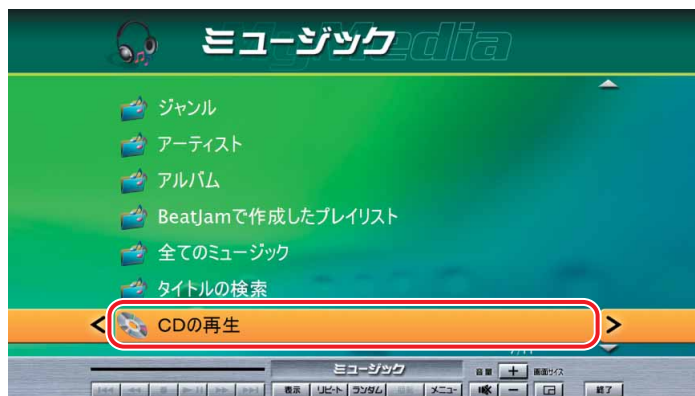 ミュージック MyMedia
ジャンル
アーティスト
アルバム
BeatJamで作成したプレイリスト
全てのミュージック
タイトルの検索
CDの再生
7/11
ミュージック
音量 + 画面サイズ
表示 リピート ランダム メニュー − 終了